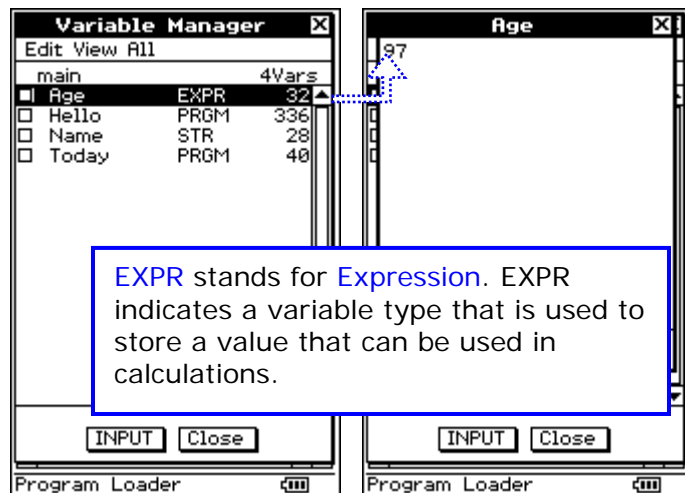 Variable Manager X
Edit View All
main 4Vars
Age EXPR 32
Hello PRGM 336
Name STR 28
Today PRGM 40
INPUT Close
Program Loader
Age X
97
EXPR stands for Expression. EXPR
indicates a variable type that is used to
store a value that can be used in
calculations.
INPUT Close
Program Loader